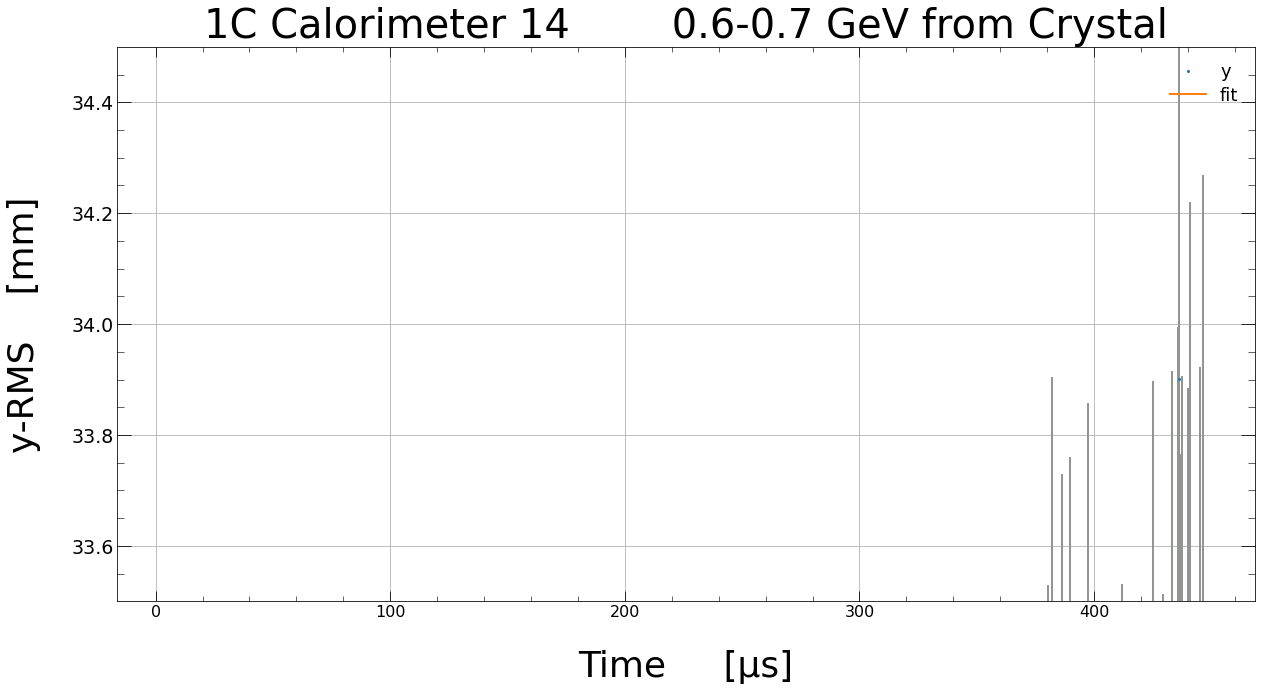 1C Calorimeter 14 0.6-0.7 GeV from Crystal
y
fit
34.4
34.2
34.0
33.8
33.6
y-RMS [mm]
0 100 200 300 400
Time [µs]